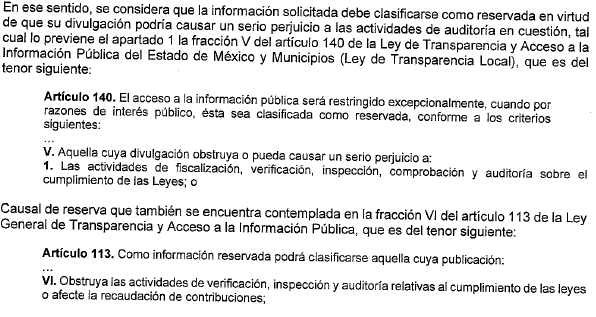 En ese sentido, se considera que la información solicitada debe clasificarse como reservada en virtud
de que su divulgación podría causar un serio perjuicio a las actividades de auditoría en cuestión, tal
cual lo previene el apartado 1 la fracción V del artículo 140 de la Ley de Transparencia y Acceso a la
Información Pública del Estado de México y Municipios (Ley de Transparencia Local), que es del
tenor siguiente:
Artículo 140. El acceso a la información pública será restringido excepcionalmente, cuando por
razones de interés público, ésta sea clasificada como reservada, conforme a los criterios
siguientes:
...
V. Aquella cuya divulgación obstruya o pueda causar un serio perjuicio a:
1. Las actividades de fiscalización, verificación, inspección, comprobación y auditoría sobre el
cumplimiento de las Leyes; o
Causal de reserva que también se encuentra contemplada en la fracción VI del artículo 113 de la Ley
General de Transparencia y Acceso a la Información Pública, que es del tenor siguiente:
Artículo 113. Como información reservada podrá clasificarse aquella cuya publicación:
...
VI. Obstruya las actividades de verificación, inspección y auditoría relativas al cumplimiento de las leyes
o afecte la recaudación de contribuciones;